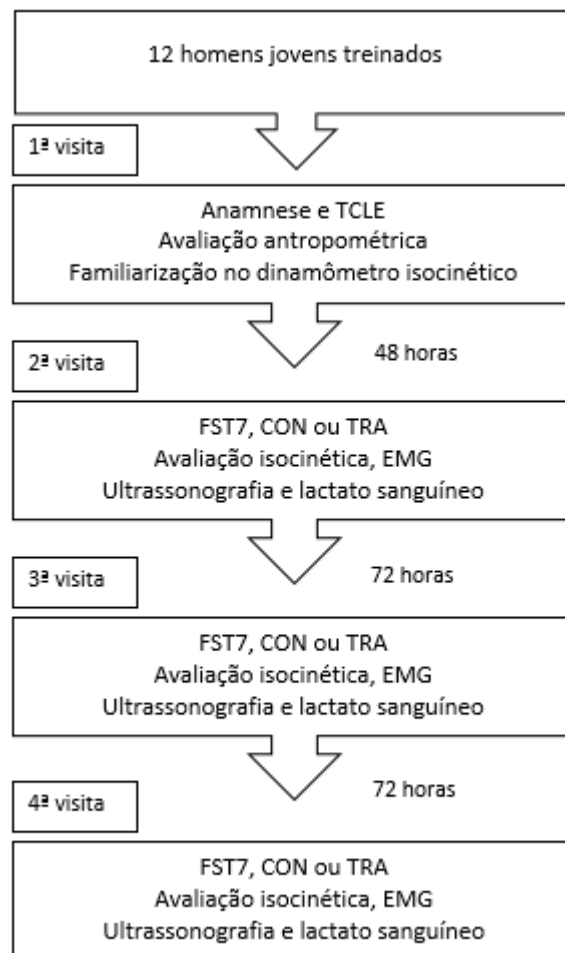 12 homens jovens treinados
1ª visita
Anamnese e TCLE
Avaliação antropométrica
Familiarização no dinamômetro isocinético
48 horas
2ª visita
FST7, CON ou TRA
Avaliação isocinética, EMG
Ultrassonografia e lactato sanguíneo
72 horas
3ª visita
FST7, CON ou TRA
Avaliação isocinética, EMG
Ultrassonografia e lactato sanguíneo
72 horas
4ª visita
FST7, CON ou TRA
Avaliação isocinética, EMG
Ultrassonografia e lactato sanguíneo